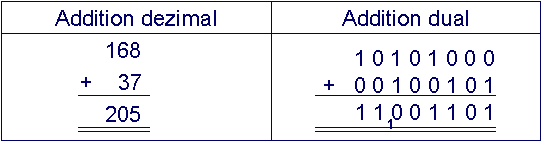 Addition dezimal
168
+ 37
205
Addition dual
1 0 1 0 1 0 0 0
+ 0 0 1 0 0 1 0 1
1 1 0 0 1 1 0 1
1